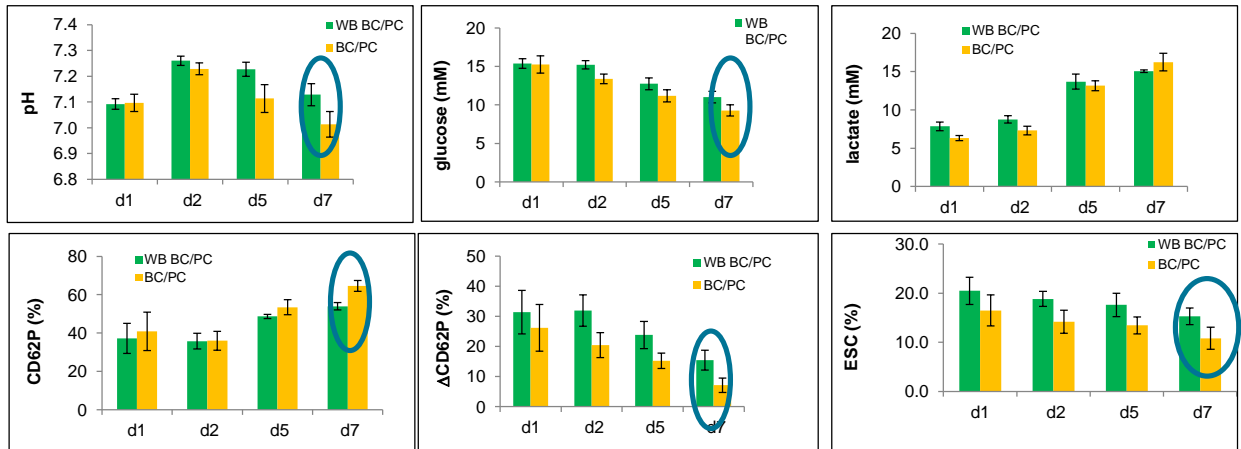 7.4
7.3
7.2
7.1
7.0
6.9
6.8
pH
WB BC/PC
BC/PC
d1 d2 d5 d7
20
15
10
5
0
glucose (mM)
WB
BC/PC
d1 d2 d5 d7
20
15
10
5
0
lactate (mM)
WB BC/PC
BC/PC
d1 d2 d5 d7
80
60
40
20
0
CD62P (%)
WB BC/PC
BC/PC
d1 d2 d5 d7
50
40
30
20
10
0
ΔCD62P (%)
WB BC/PC
BC/PC
d1 d2 d5 d7
30.0
20.0
10.0
0.0
ESC (%)
WB BC/PC
BC/PC
d1 d2 d5 d7